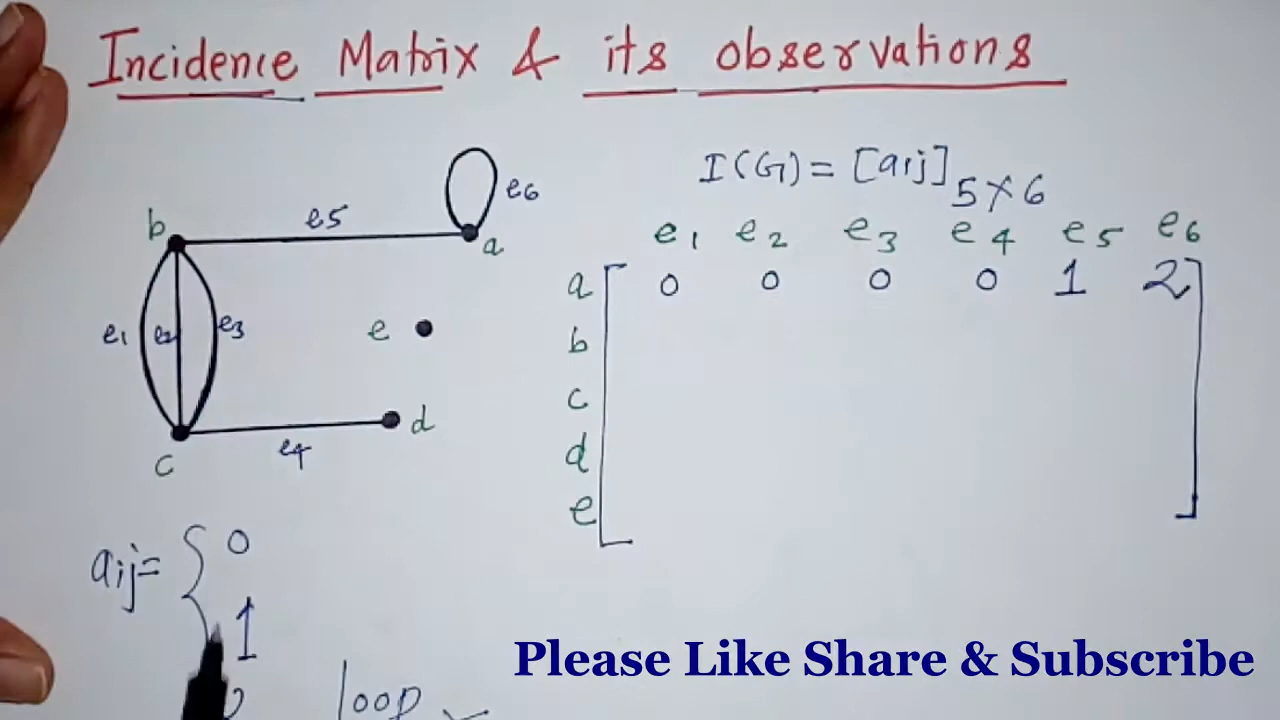 Incidence Matrix & its observations
I(G) = [aij] 5×6
e1 e2 e3 e4 e5 e6
a 0 0 0 0 1 2
b
c
d
e
e6
b e5 a
e1 e2 e3 e
e4 d
c
aij = { 0
1
loop
Please Like Share & Subscribe